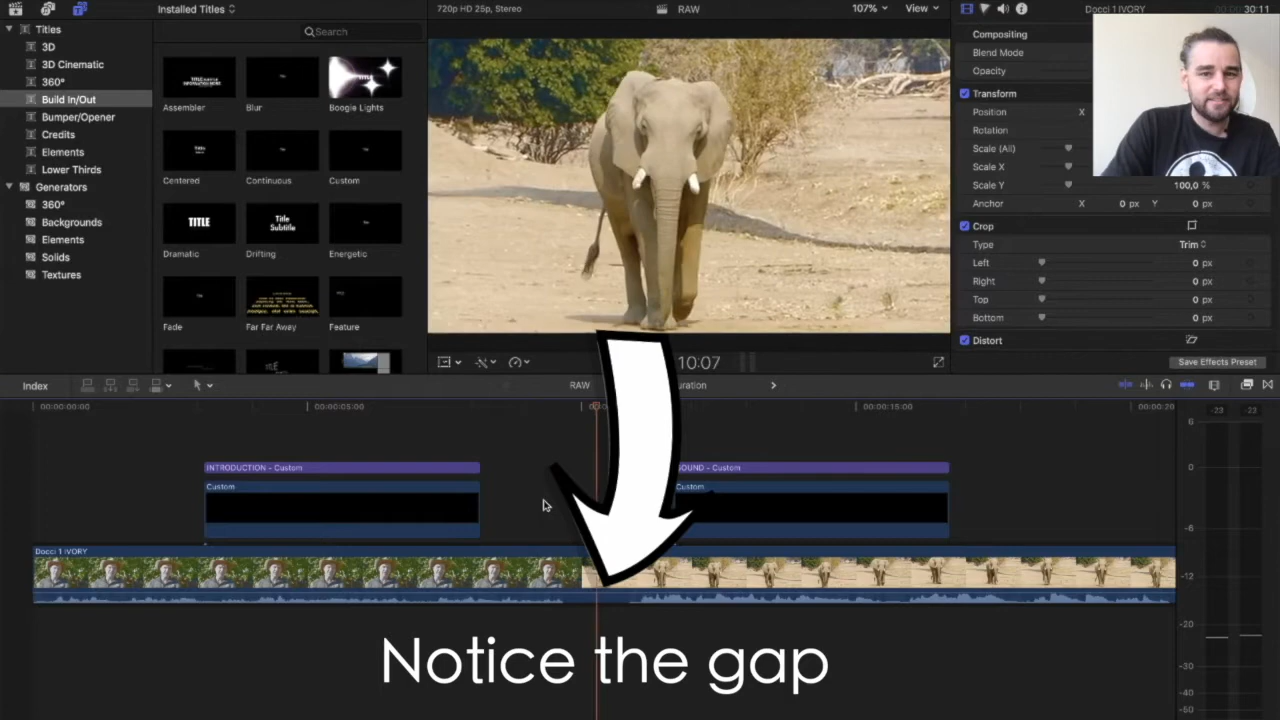 Installed Titles
720p HD 25p, Stereo
RAW
107%
View
Docci 1 IVORY
30:11
Titles
3D
3D Cinematic
360°
Build In/Out
Bumper/Opener
Credits
Elements
Lower Thirds
Generators
360°
Backgrounds
Elements
Solids
Textures
Search
Assembler
Blur
Boogie Lights
Centered
Continuous
Custom
TITLE
Title
Subtitle
Dramatic
Drifting
Energetic
Fade
Far Far Away
Feature
Compositing
Blend Mode
Opacity
Transform
Position
X
Rotation
Scale (All)
Scale X
Scale Y
100,0 %
Anchor
X
0 px
Y
0 px
Crop
Type
Trim
Left
0 px
Right
0 px
Top
0 px
Bottom
0 px
Distort
Save Effects Preset
10:07
Index
RAW
00:00:00:00
00:00:05:00
00:00:15:00
00:00:20
-23
-22
INTRODUCTION - Custom
Custom
OUND - Custom
Custom
Docci 1 IVORY
6
0
-6
-12
-20
-30
-40
-50
Notice the gap